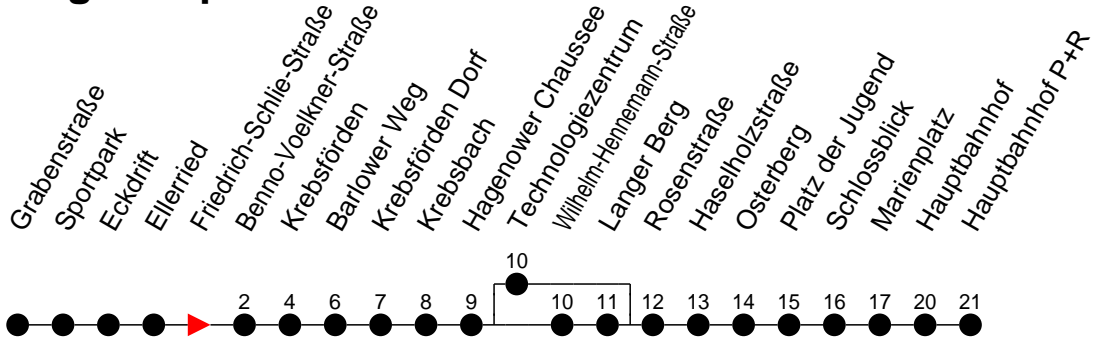 Grabenstraße
Sportpark
Eckdrift
Ellerried
Friedrich-Schlie-Straße
Benno-Voelkner-Straße
Krebsförden
Barlower Weg
Krebsförden Dorf
Krebsbach
Hagenower Chaussee
Technologiezentrum
Wilhelm-Hennemann-Straße
Langer Berg
Rosenstraße
Haselholzstraße
Osterberg
Platz der Jugend
Schlossblick
Marienplatz
Hauptbahnhof
Hauptbahnhof P+R
10
2 4 6 7 8 9 10 11 12 13 14 15 16 17 20 21